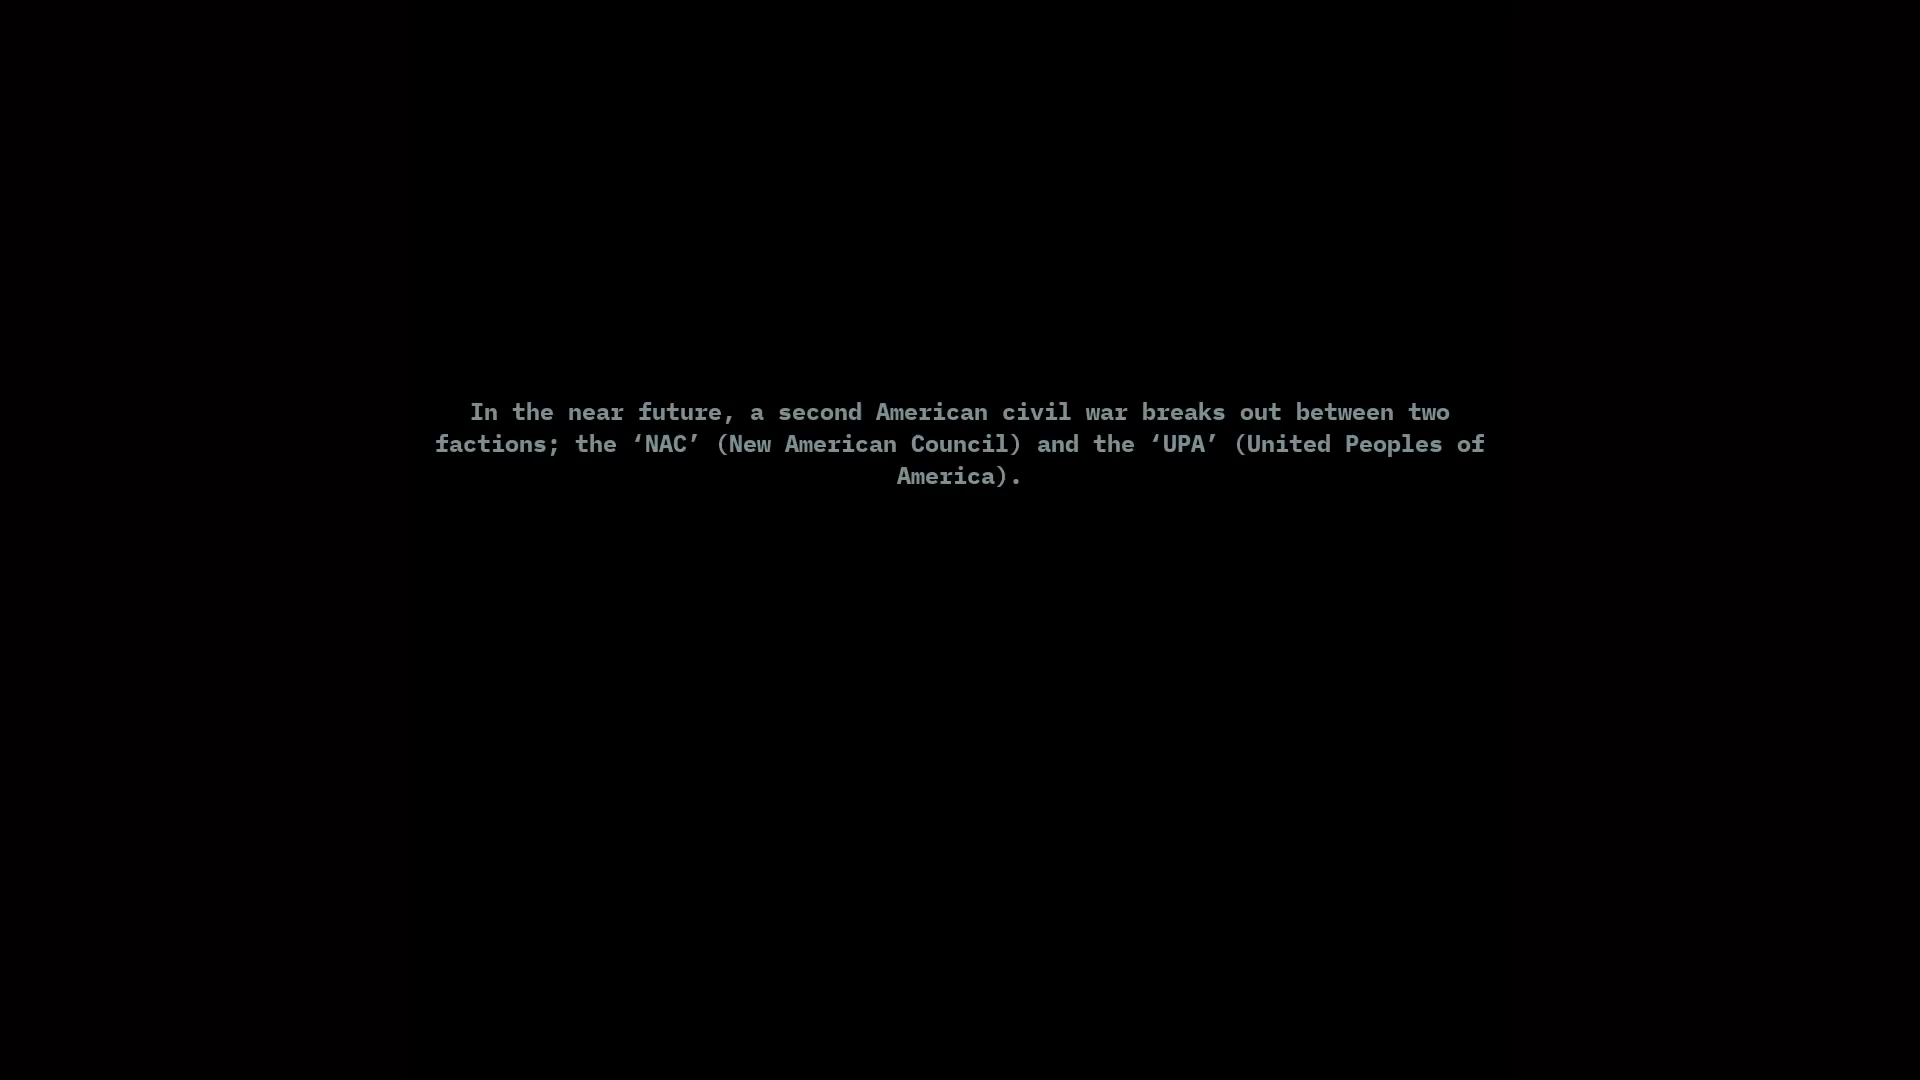 In the near future, a second American civil war breaks out between two
factions; the ‘NAC’ (New American Council) and the ‘UPA’ (United Peoples of
America).